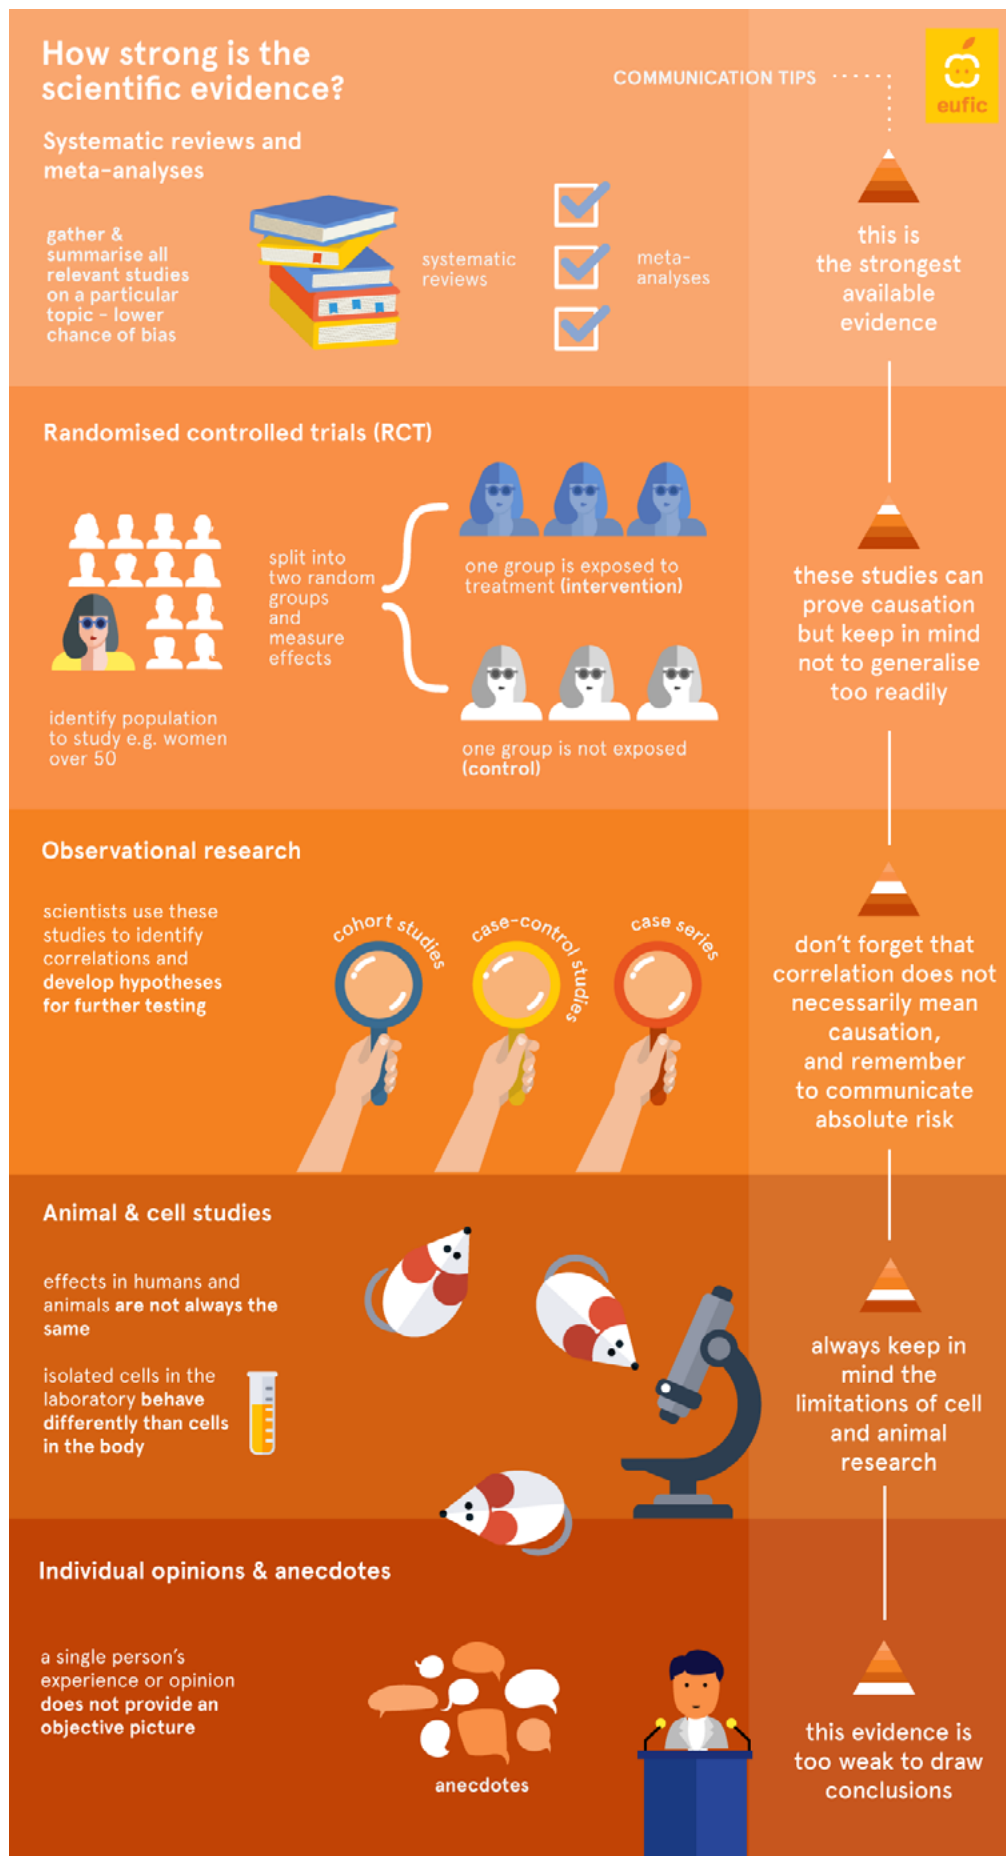 How strong is the
scientific evidence?
COMMUNICATION TIPS
eufic
Systematic reviews and
meta-analyses
gather &
summarise all
relevant studies
on a particular
topic - lower
chance of bias
systematic
reviews
meta-
analyses
this is
the strongest
available
evidence
Randomised controlled trials (RCT)
identify population
to study e.g. women
over 50
split into
two random
groups
and
measure
effects
one group is exposed to
treatment (intervention)
one group is not exposed
(control)
these studies can
prove causation
but keep in mind
not to generalise
too readily
Observational research
scientists use these
studies to identify
correlations and
develop hypotheses
for further testing
cohort studies
case-control studies
case series
don't forget that
correlation does not
necessarily mean
causation,
and remember
to communicate
absolute risk
Animal & cell studies
effects in humans and
animals are not always the
same
isolated cells in the
laboratory behave
differently than cells
in the body
always keep in
mind the
limitations of cell
and animal
research
Individual opinions & anecdotes
a single person's
experience or opinion
does not provide an
objective picture
anecdotes
this evidence is
too weak to draw
conclusions